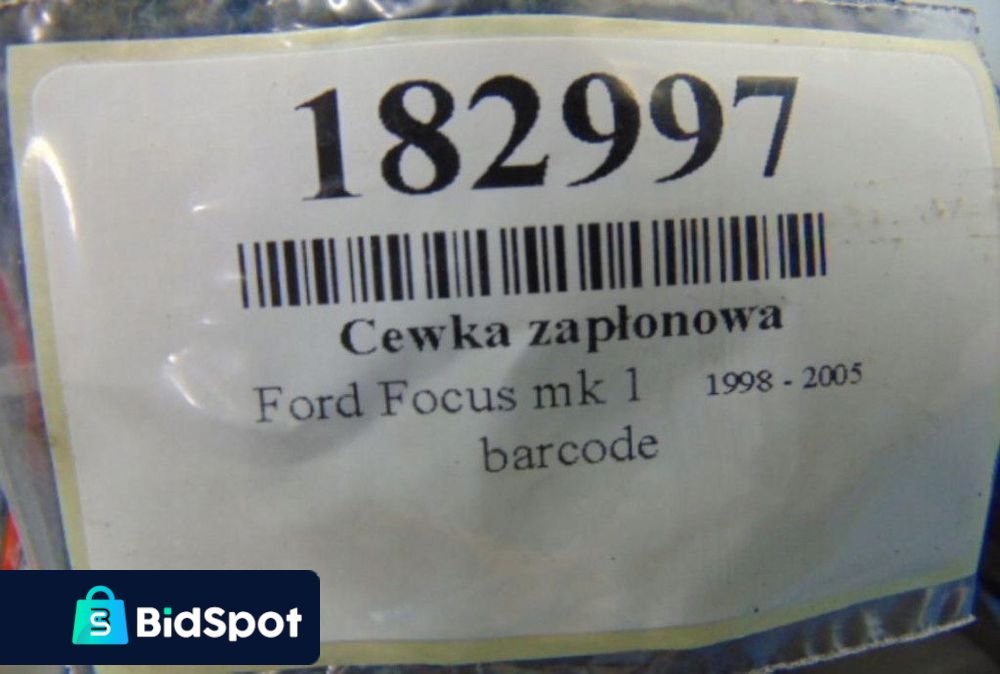 182997
Cewka zapłonowa
Ford Focus mk 1 1998 - 2005
barcode
BidSpot